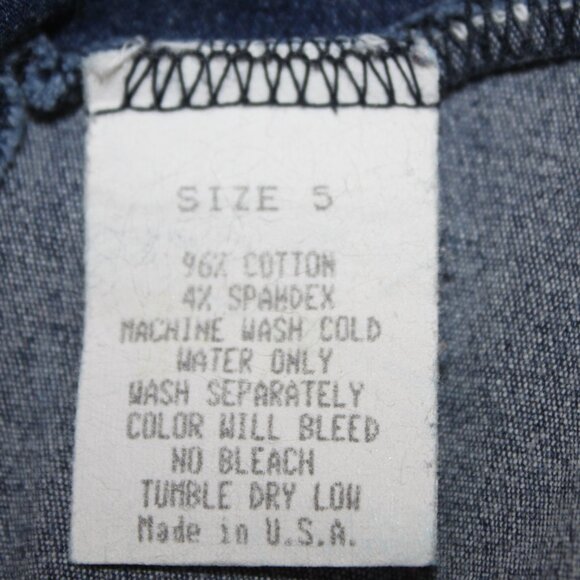 SIZE 5
96% COTTON
4% SPANDEX
MACHINE WASH COLD
WATER ONLY
WASH SEPARATELY
COLOR WILL BLEED
NO BLEACH
TUMBLE DRY LOW
Made in U.S.A.